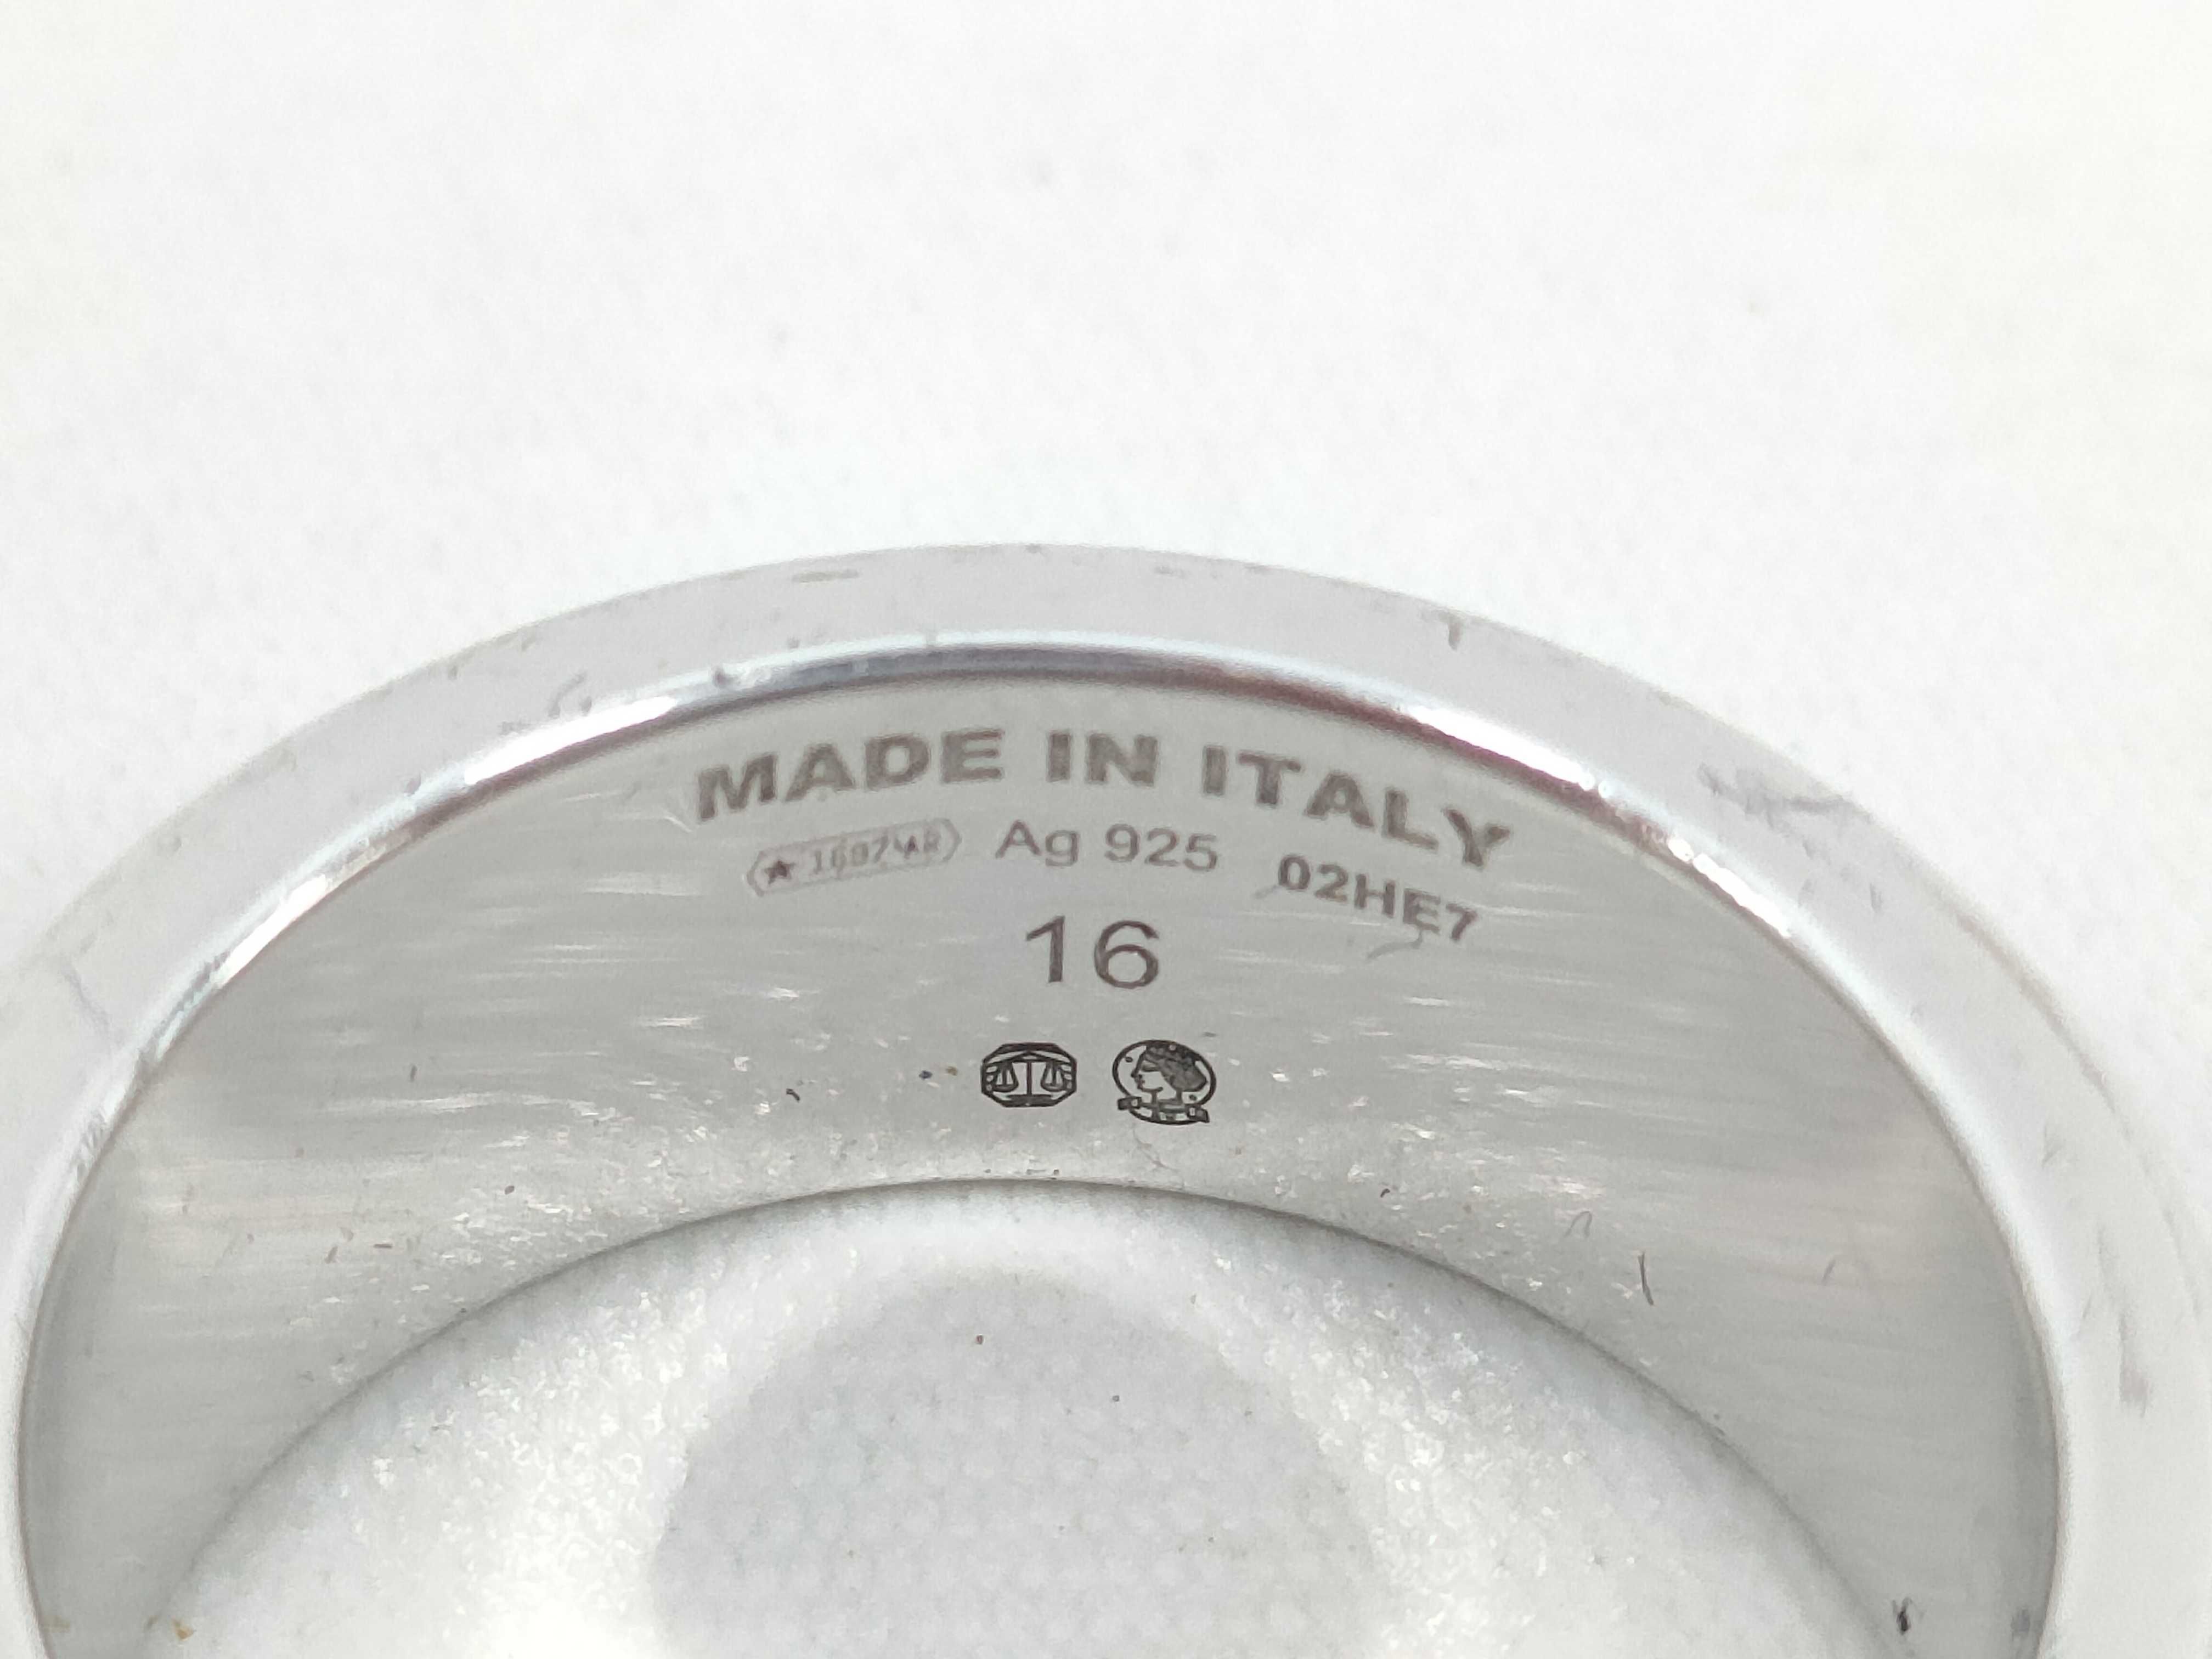 MADE IN ITALY
Ag 925 02HE7
16